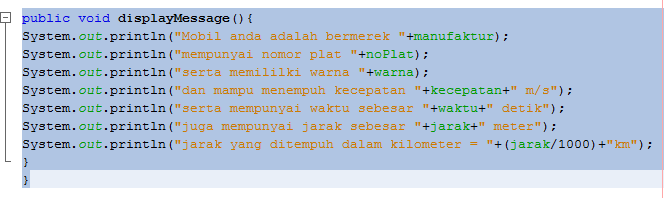 public void displayMessage(){
System.out.println("Mobil anda adalah bermerek "+manufaktur);
System.out.println("mempunyai nomor plat "+noPlat);
System.out.println("serta memililki warna "+warna);
System.out.println("dan mampu menempuh kecepatan "+kecepatan+" m/s");
System.out.println("serta mempunyai waktu sebesar "+waktu+" detik");
System.out.println("juga mempunyai jarak sebesar "+jarak+" meter");
System.out.println("jarak yang ditempuh dalam kilometer = "+(jarak/1000)+"km");
}
}